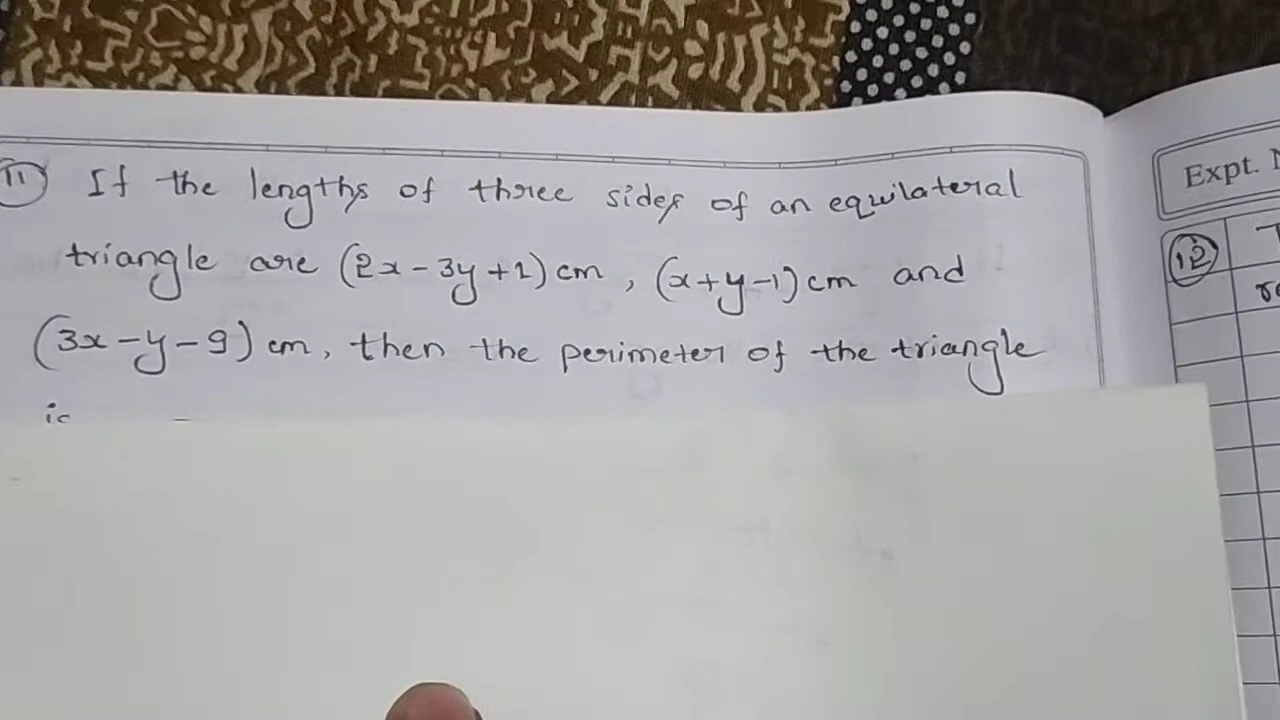 11 If the lengths of three sides of an equilateral
triangle are (2x-3y+1) cm, (x+y-1) cm and
(3x-y-9) cm, then the perimeter of the triangle
is
Expt.
12